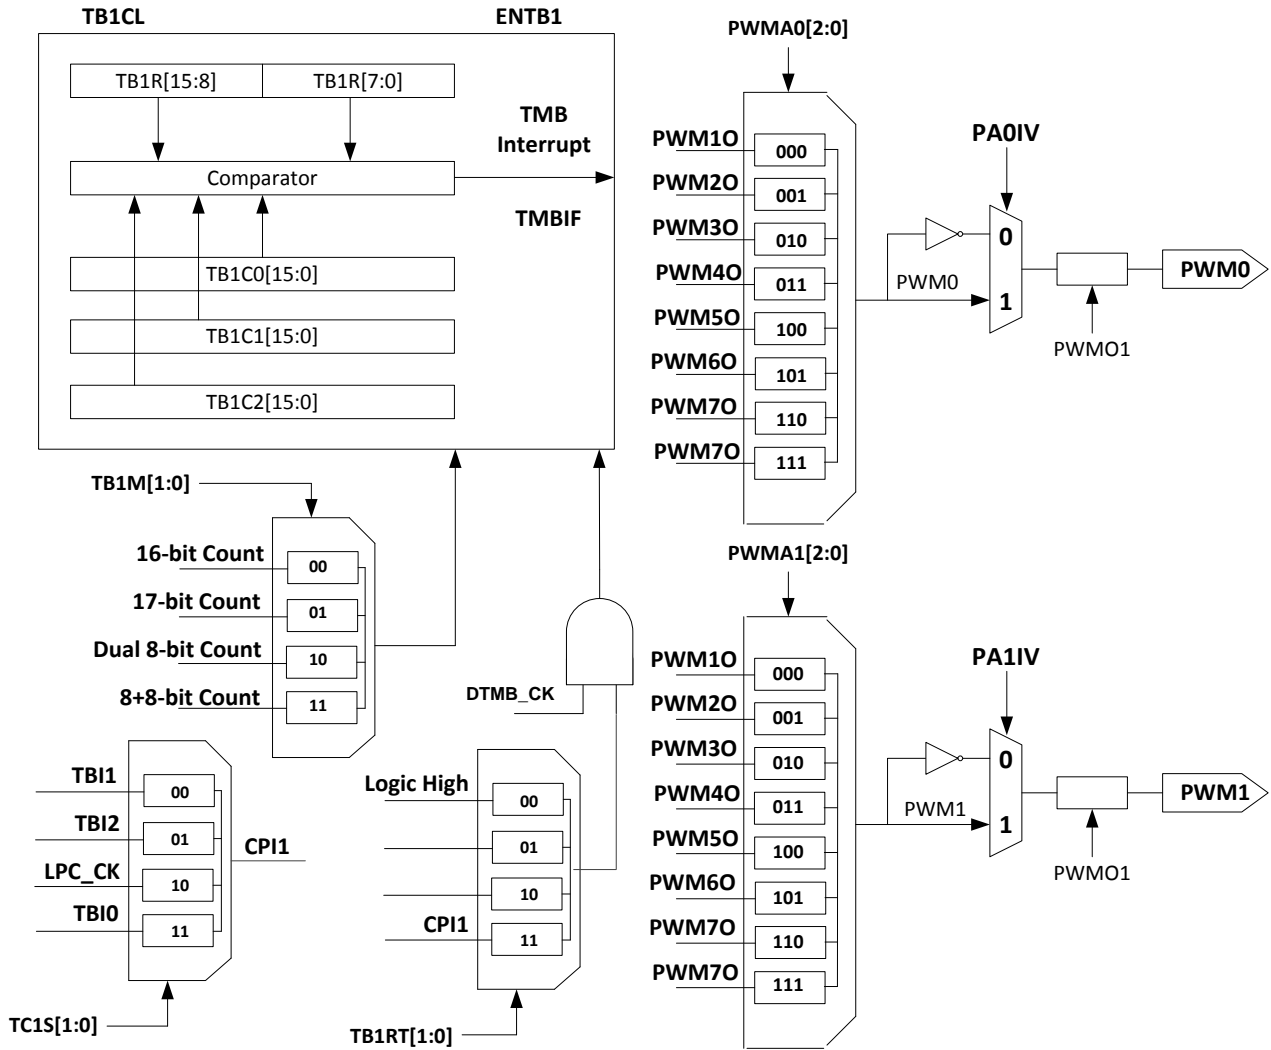 TB1CL
ENTB1
TB1R[15:8]
TB1R[7:0]
TMB
Interrupt
Comparator
TMBIF
TB1C0[15:0]
TB1C1[15:0]
TB1C2[15:0]
TB1M[1:0]
16-bit Count
00
17-bit Count
01
Dual 8-bit Count
10
8+8-bit Count
11
DTMB_CK
TBI1
00
TBI2
01
LPC_CK
10
TBI0
11
CPI1
TC1S[1:0]
Logic High
00
01
10
CPI1
11
TB1RT[1:0]
PWMA0[2:0]
PWM1O
000
PWM2O
001
PWM3O
010
PWM4O
011
PWM5O
100
PWM6O
101
PWM7O
110
PWM7O
111
PA0IV
0
PWM0
1
PWMO1
PWM0
PWMA1[2:0]
PWM1O
000
PWM2O
001
PWM3O
010
PWM4O
011
PWM5O
100
PWM6O
101
PWM7O
110
PWM7O
111
PA1IV
0
PWM1
1
PWMO1
PWM1